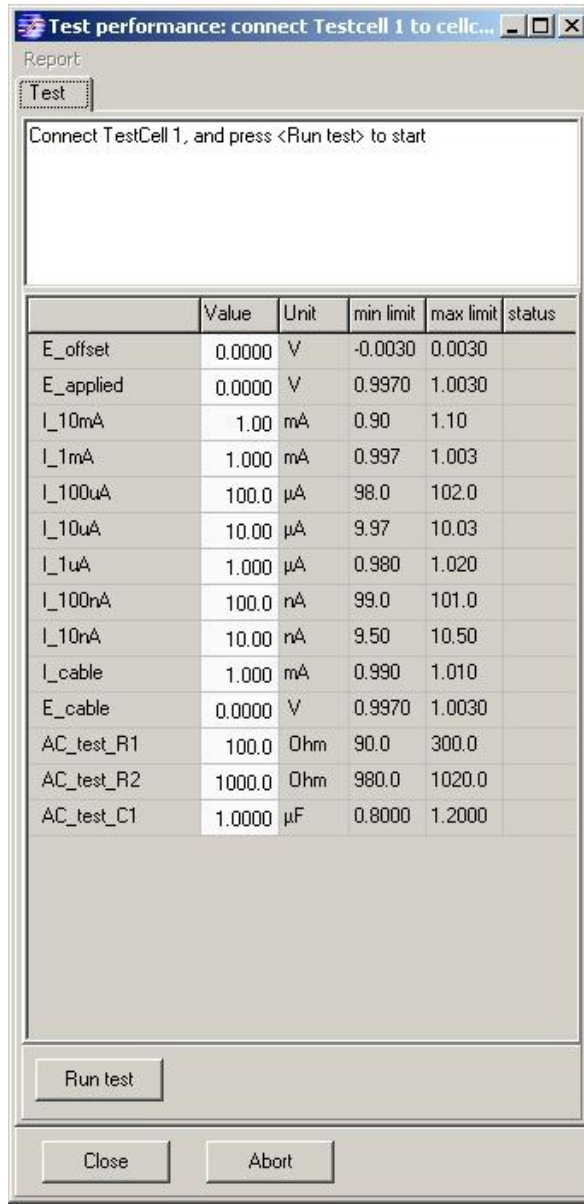 Test performance: connect Testcell 1 to cellc...
Report
Test
Connect TestCell 1, and press <Run test> to start
Value Unit min limit max limit status
E_offset 0.0000 V -0.0030 0.0030
E_applied 0.0000 V 0.9970 1.0030
I_10mA 1.00 mA 0.90 1.10
I_1mA 1.000 mA 0.997 1.003
I_100uA 100.0 µA 98.0 102.0
I_10uA 10.00 µA 9.97 10.03
I_1uA 1.000 µA 0.980 1.020
I_100nA 100.0 nA 99.0 101.0
I_10nA 10.00 nA 9.50 10.50
I_cable 1.000 mA 0.990 1.010
E_cable 0.0000 V 0.9970 1.0030
AC_test_R1 100.0 Ohm 90.0 300.0
AC_test_R2 1000.0 Ohm 980.0 1020.0
AC_test_C1 1.0000 µF 0.8000 1.2000
Run test
Close Abort